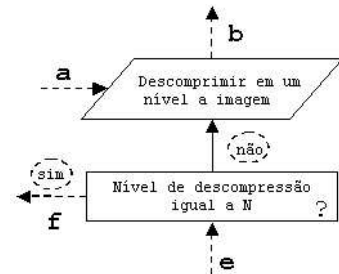 b
a
Descomprimir em um
nível a imagem
não
sim
Nível de descompressão
igual a N
?
f
e